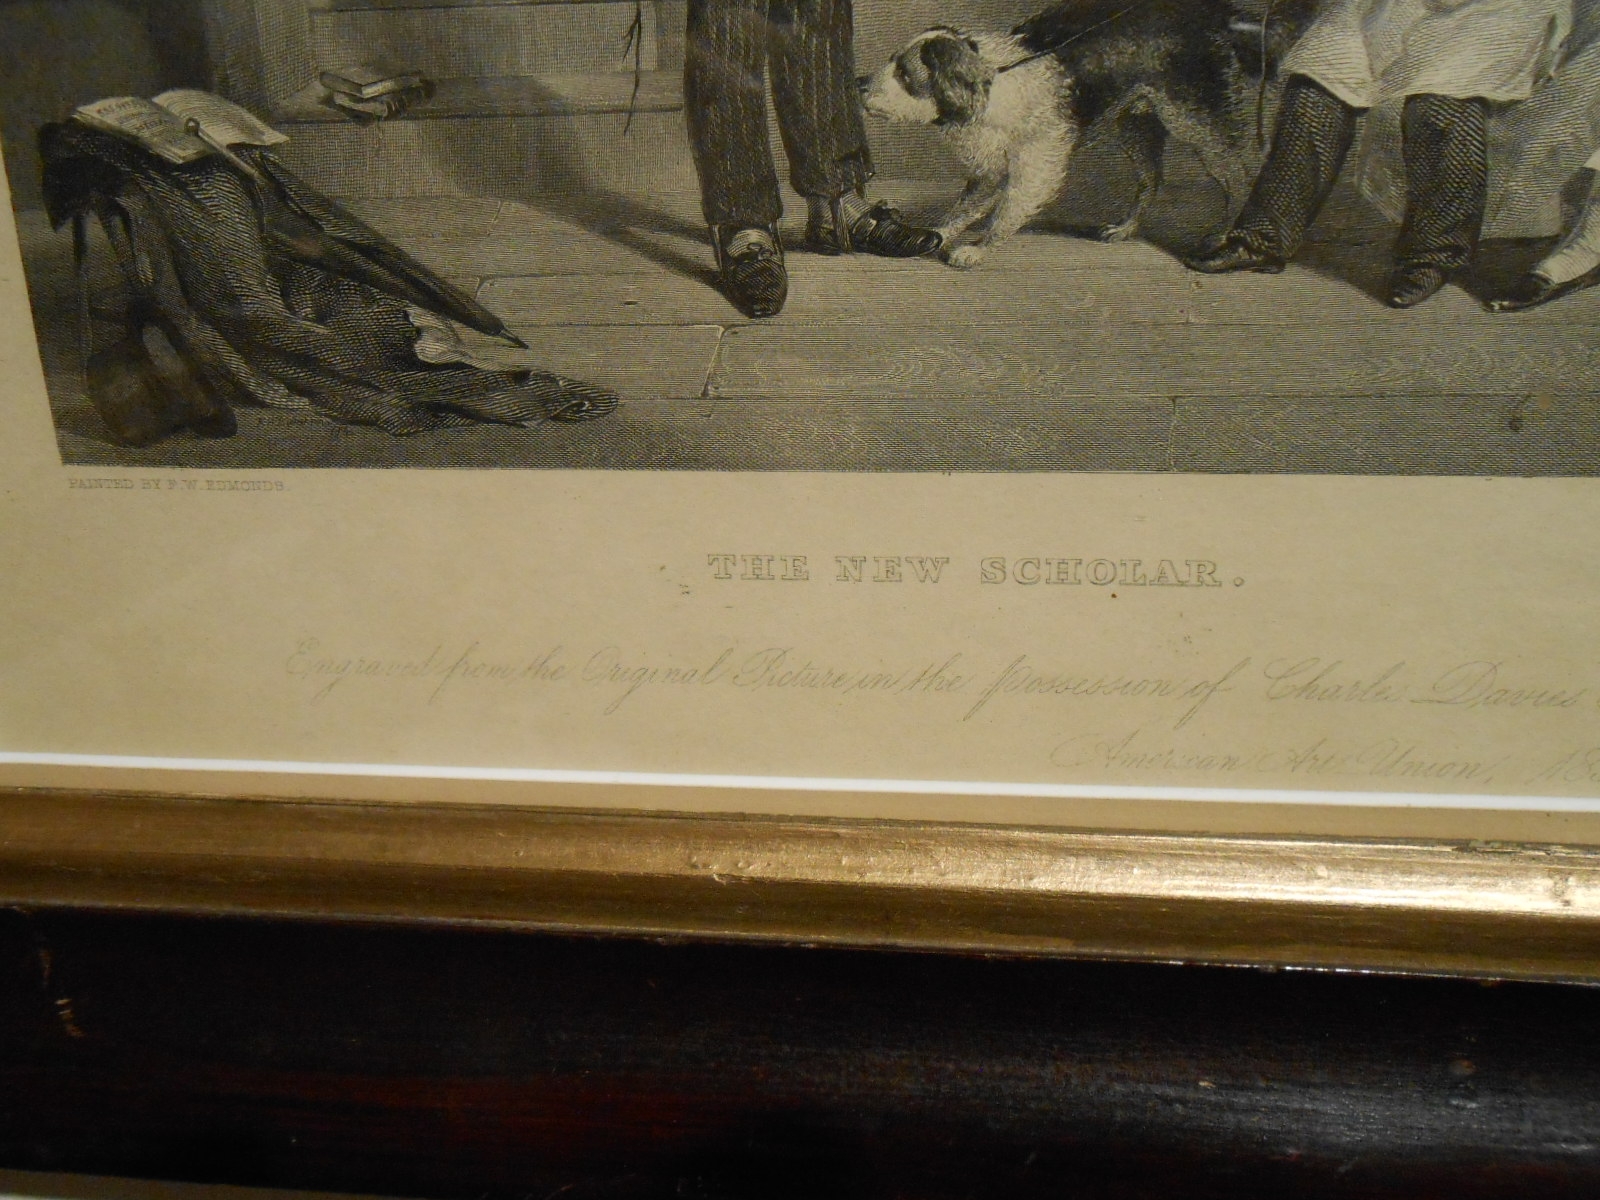 PAINTED BY F. W. EDMONDS.
THE NEW SCHOLAR.
Engraved from the Original Picture in the Possession of Charles Davies
American Art-Union, 18